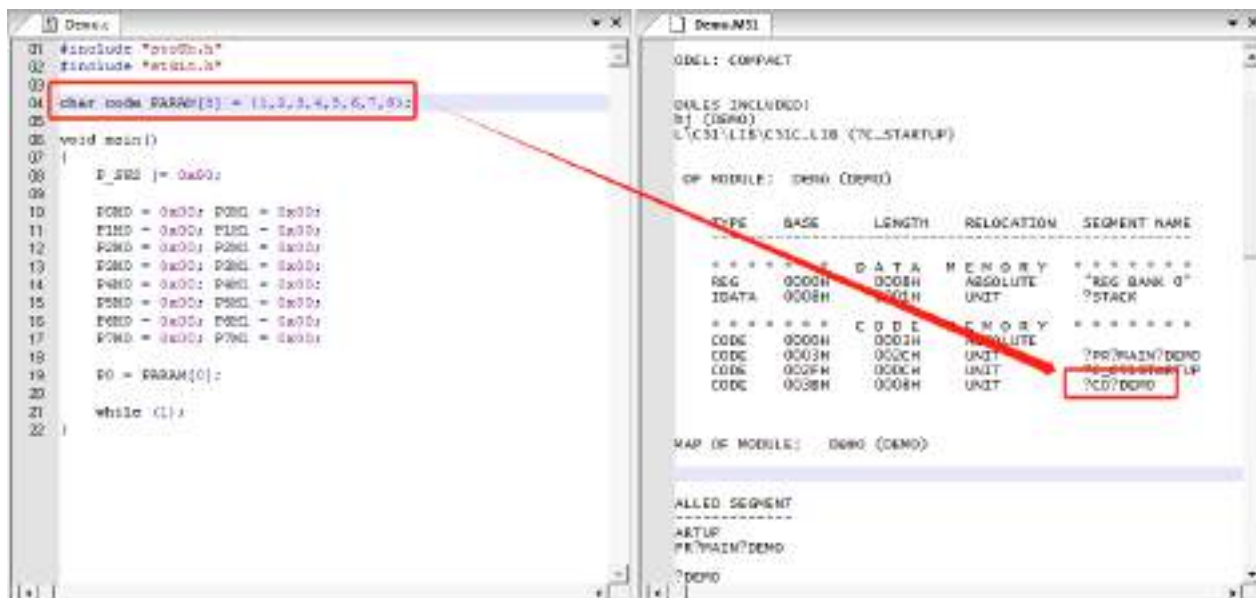 Demo.c
01 #include "stc8h.h"
02 #include "stdio.h"
03
04 char code PARAM[8] = {1,2,3,4,5,6,7,8};
05
06 void main()
07 {
08 P_SW2 |= 0x80;
09
10 P0M0 = 0x00; P0M1 = 0x00;
11 P1M0 = 0x00; P1M1 = 0x00;
12 P2M0 = 0x00; P2M1 = 0x00;
13 P3M0 = 0x00; P3M1 = 0x00;
14 P4M0 = 0x00; P4M1 = 0x00;
15 P5M0 = 0x00; P5M1 = 0x00;
16 P6M0 = 0x00; P6M1 = 0x00;
17 P7M0 = 0x00; P7M1 = 0x00;
18
19 P0 = PARAM[0];
20
21 while (1);
22 }
Demo.M51
ODEL: COMPACT
DULES INCLUDED:
bj (DEMO)
L\C51\LIB\C51C.LIB (?C_STARTUP)
OF MODULE: Demo (DEMO)
TYPE BASE LENGTH RELOCATION SEGMENT NAME
* * * * * * * D A T A M E M O R Y * * * * * * *
REG 0000H 0008H ABSOLUTE "REG BANK 0"
IDATA 0008H 0001H UNIT ?STACK
* * * * * * * C O D E M E M O R Y * * * * * * *
CODE 0000H 0003H ABSOLUTE
CODE 0003H 002CH UNIT ?PR?MAIN?DEMO
CODE 002FH 000CH UNIT ?C_C51STARTUP
CODE 003BH 0008H UNIT ?CO?DEMO
MAP OF MODULE: Demo (DEMO)
ALLED SEGMENT
ARTUP
PR?MAIN?DEMO
?DEMO